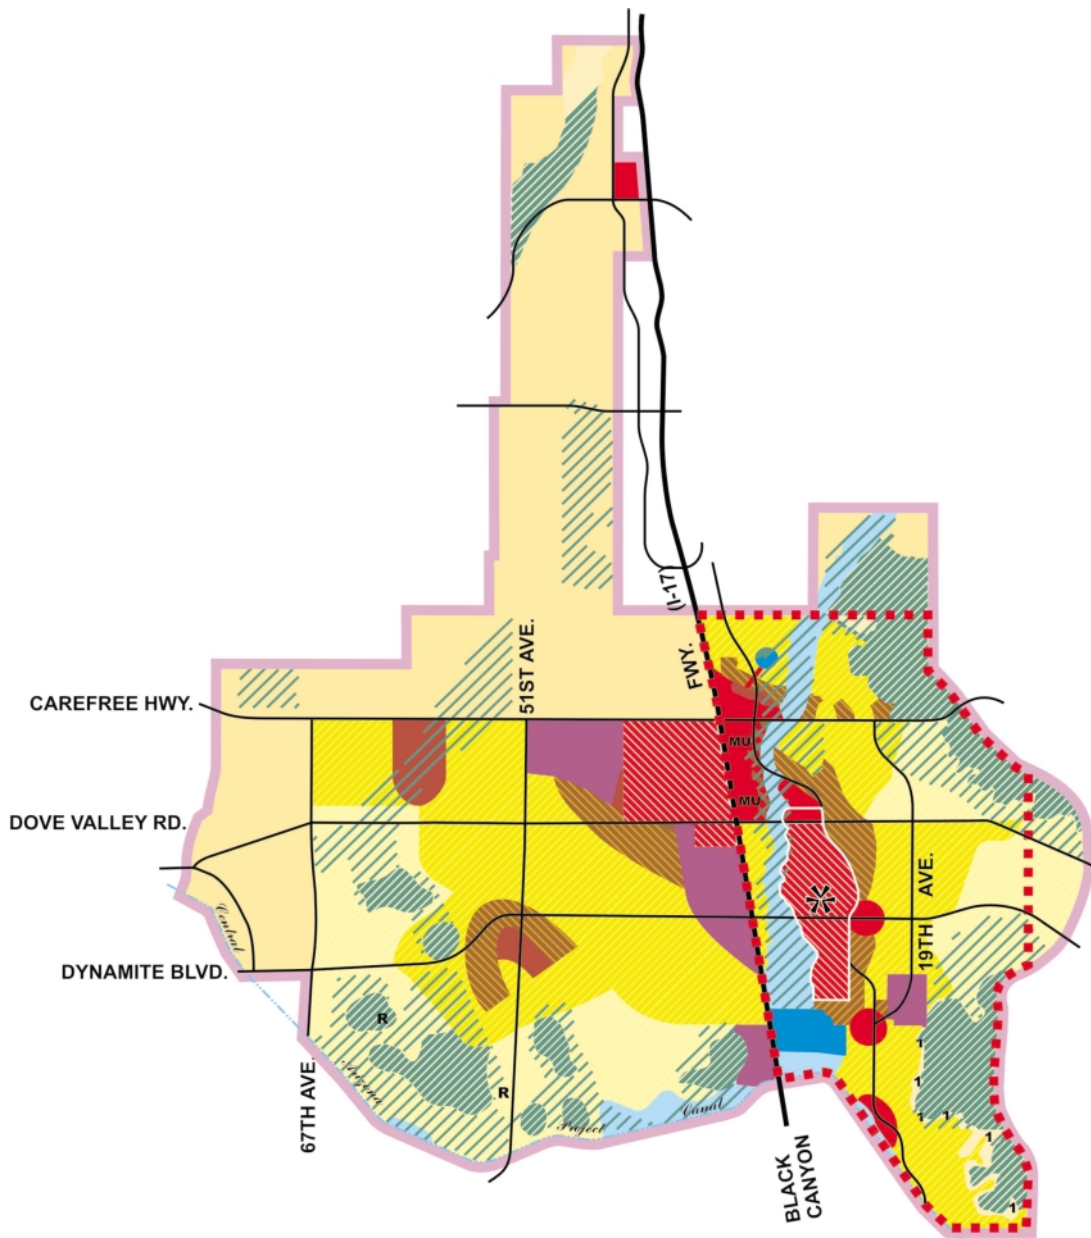 (I-17)
FWY.
51ST AVE.
CAREFREE HWY.
MU
DOVE VALLEY RD.
MU
Central
19TH AVE.
DYNAMITE BLVD.
R
1
Arizona
1
67TH AVE.
R
Project
Canal
1
1
1
1
BLACK
CANYON